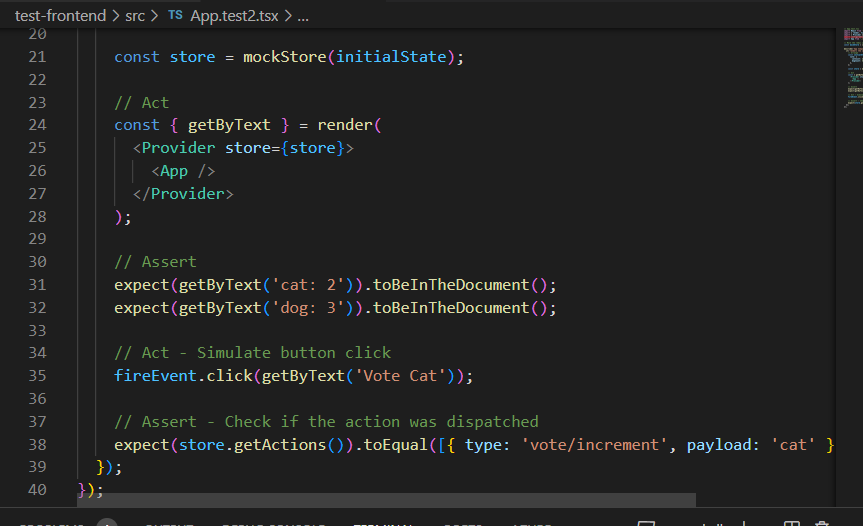 test-frontend > src > TS App.test2.tsx > ...
20
21 const store = mockStore(initialState);
22
23 // Act
24 const { getByText } = render(
25 <Provider store={store}>
26 <App />
27 </Provider>
28 );
29
30 // Assert
31 expect(getByText('cat: 2')).toBeInTheDocument();
32 expect(getByText('dog: 3')).toBeInTheDocument();
33
34 // Act - Simulate button click
35 fireEvent.click(getByText('Vote Cat'));
36
37 // Assert - Check if the action was dispatched
38 expect(store.getActions()).toEqual([{ type: 'vote/increment', payload: 'cat' }
39 });
40 });